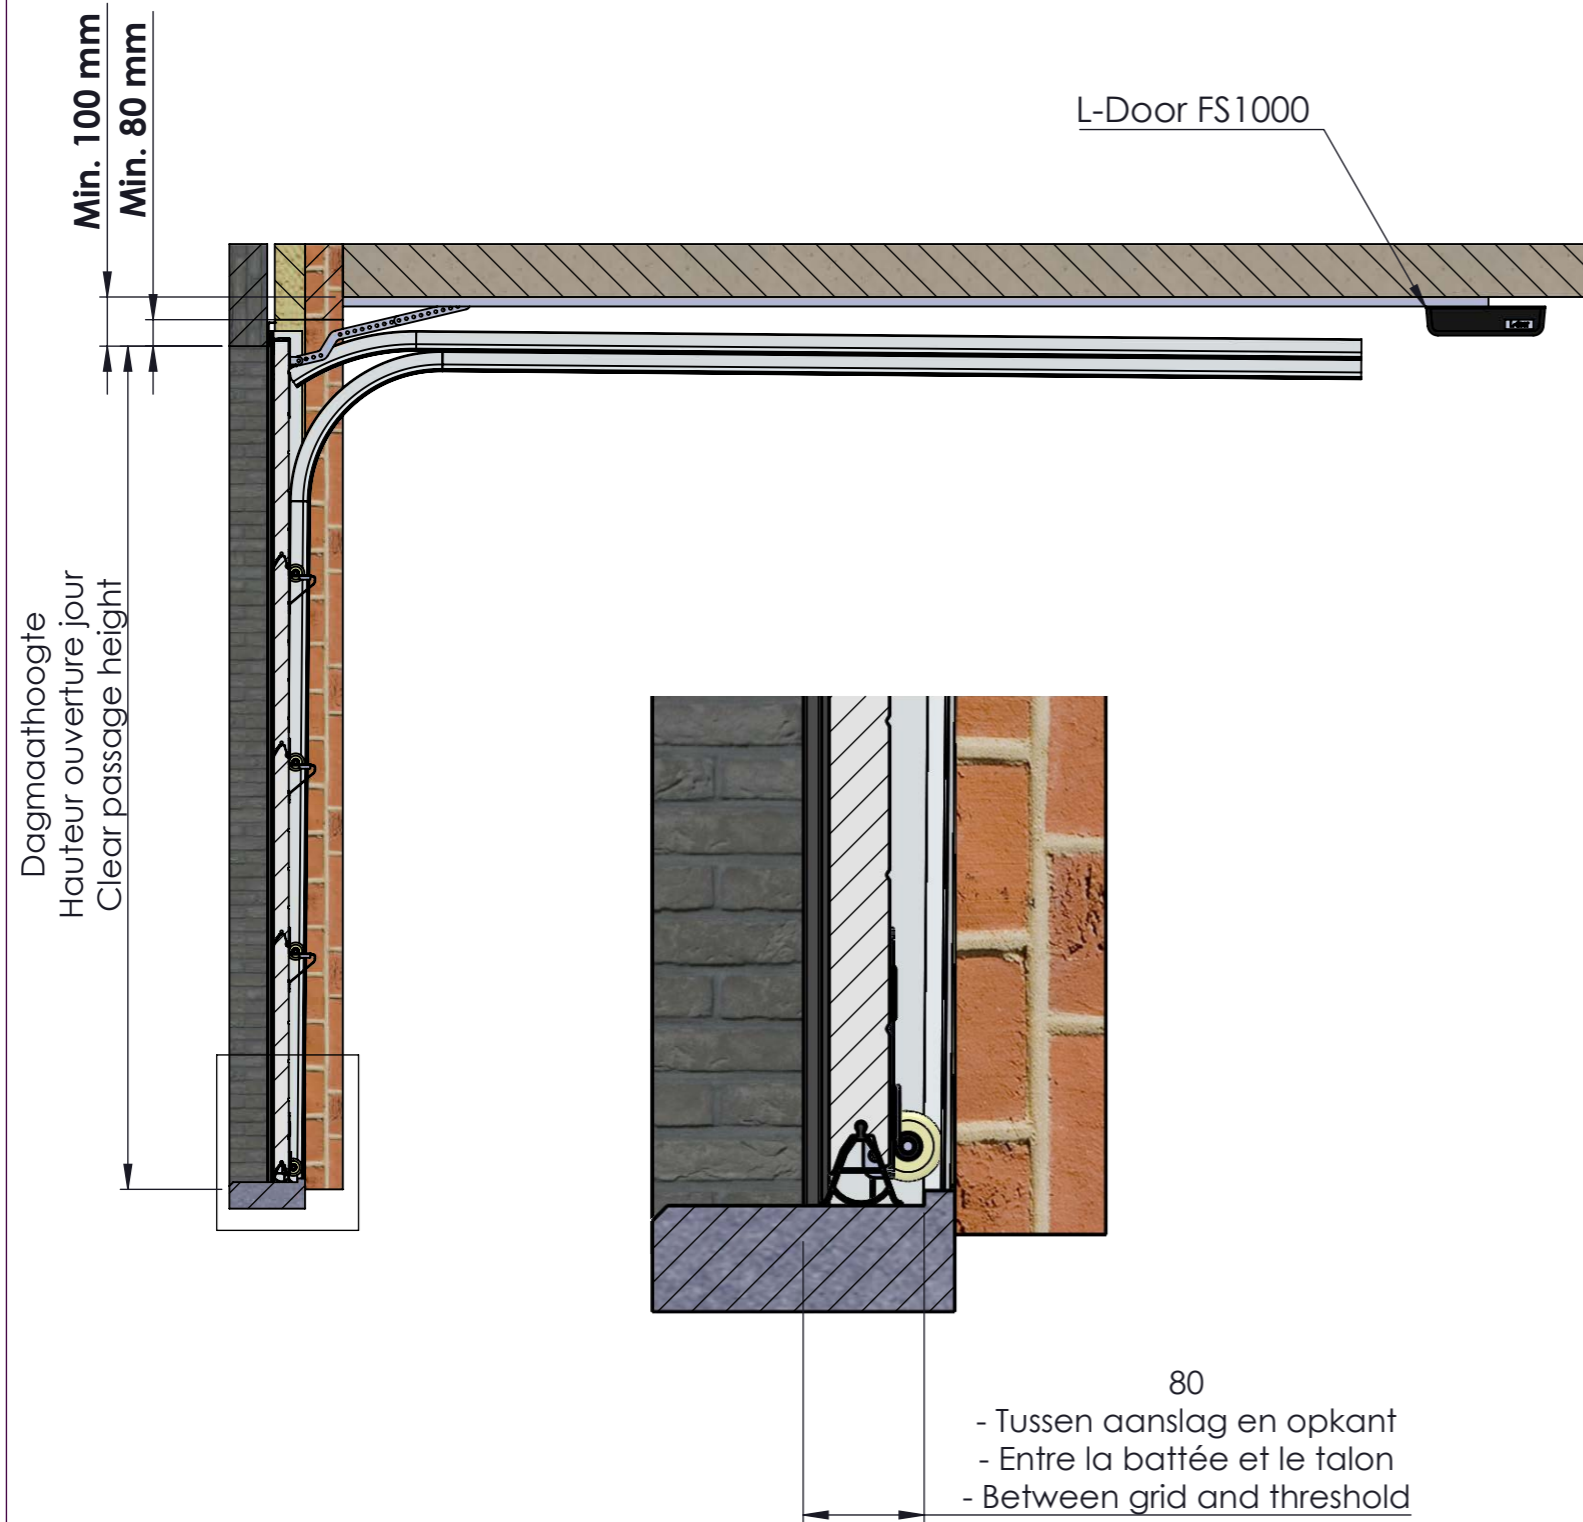 Min. 100 mm
Min. 80 mm
L-Door FS1000
Dagmaathoogte
Hauteur ouverture jour
Clear passage height
80
- Tussen aanslag en opkant
- Entre la battée et le talon
- Between grid and threshold